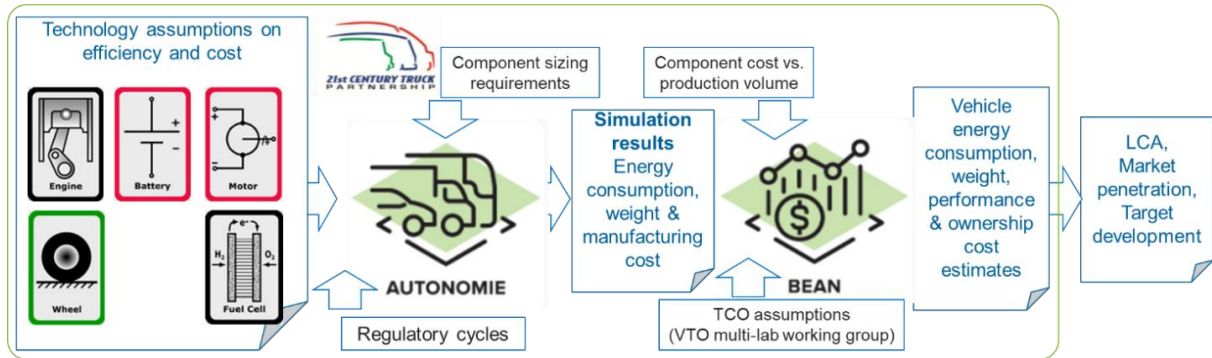 Technology assumptions on
efficiency and cost
Engine
+
−
Battery
+
−
Motor
Wheel
e⁻
H₂
O₂
Fuel Cell
21st CENTURY TRUCK
PARTNERSHIP
Component sizing
requirements
AUTONOMIE
Regulatory cycles
Simulation
results
Energy
consumption,
weight &
manufacturing
cost
Component cost vs.
production volume
$
BEAN
TCO assumptions
(VTO multi-lab working group)
Vehicle
energy
consumption,
weight,
performance
& ownership
cost
estimates
LCA,
Market
penetration,
Target
development